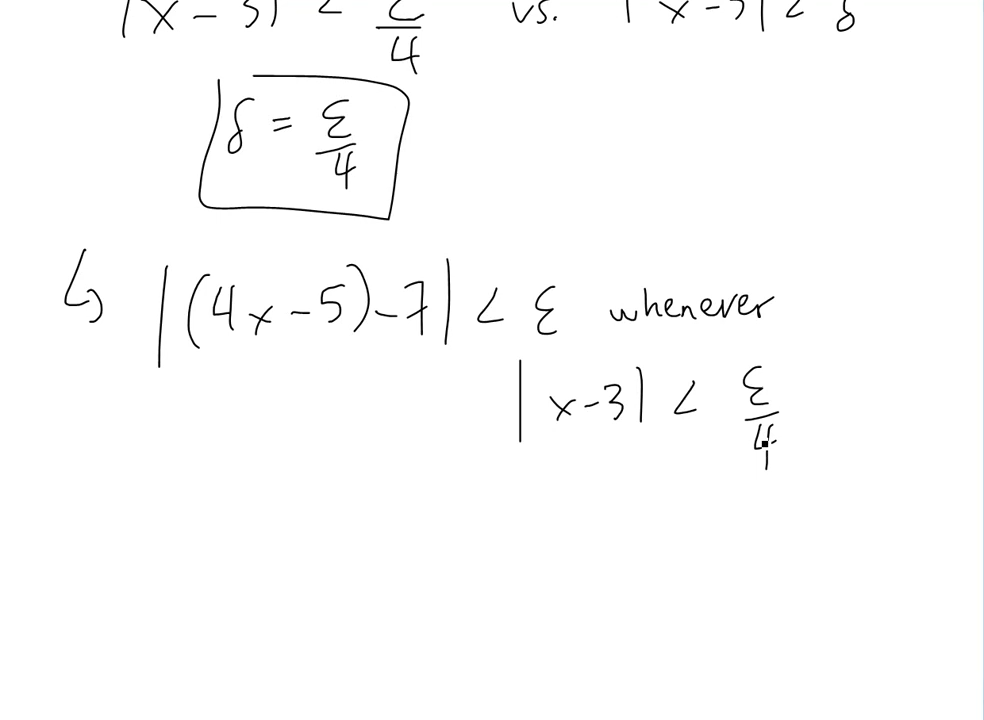 |x-3| < ε/4 vs. |x-3| < δ
δ = ε/4
↳ |(4x-5)-7| < ε whenever
|x-3| < ε/4